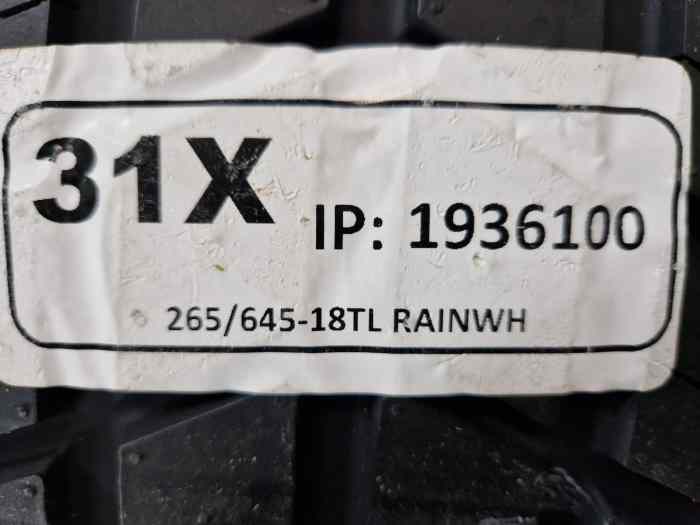 31X
IP: 1936100
265/645-18TL RAINWH